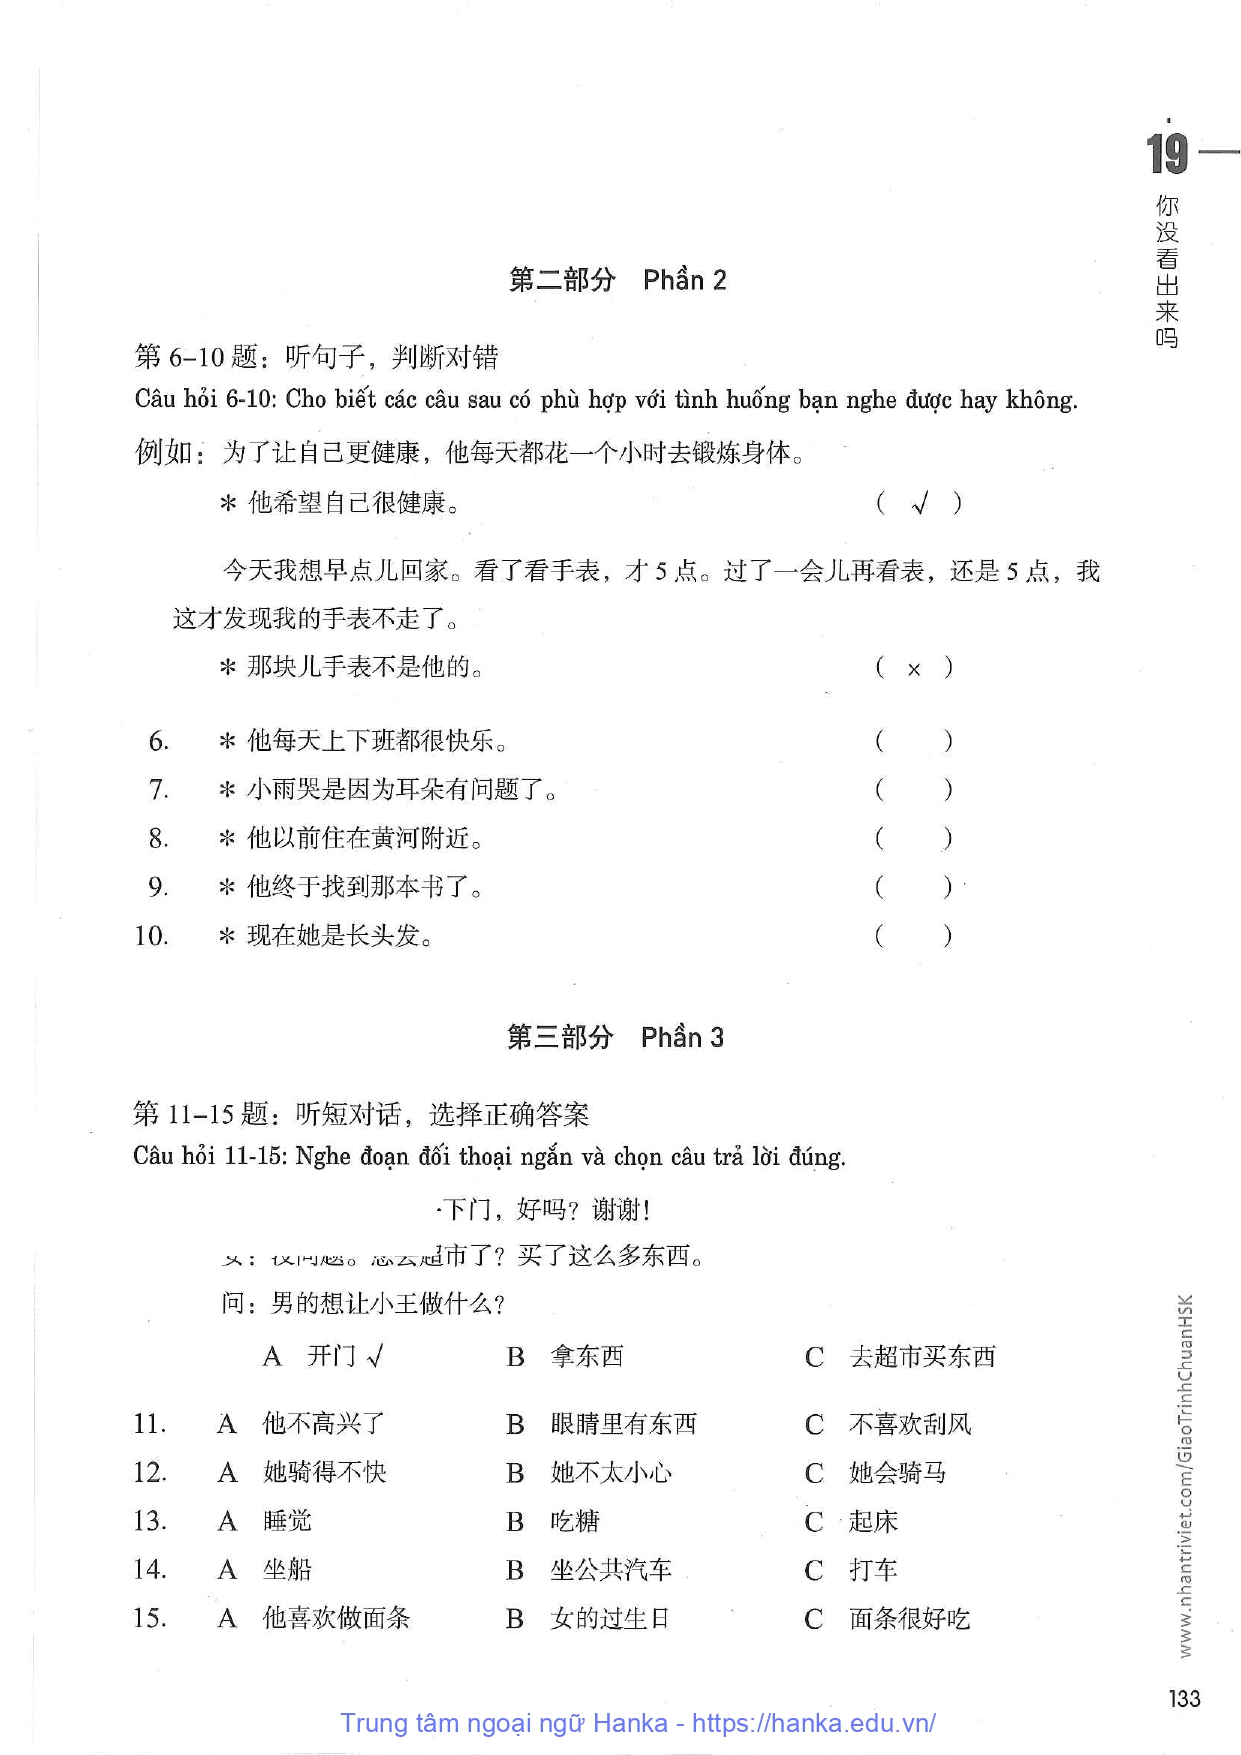 19
你没看出来吗
第二部分 Phần 2
第 6–10 题：听句子，判断对错
Câu hỏi 6-10: Cho biết các câu sau có phù hợp với tình huống bạn nghe được hay không.
例如：为了让自己更健康，他每天都花一个小时去锻炼身体。
＊ 他希望自己很健康。 （ √ ）
今天我想早点儿回家。看了看手表，才 5 点。过了一会儿再看表，还是 5 点，我
这才发现我的手表不走了。
＊ 那块儿手表不是他的。 （ × ）
6. ＊ 他每天上下班都很快乐。 （ ）
7. ＊ 小雨哭是因为耳朵有问题了。 （ ）
8. ＊ 他以前住在黄河附近。 （ ）
9. ＊ 他终于找到那本书了。 （ ）
10. ＊ 现在她是长头发。 （ ）
第三部分 Phần 3
第 11–15 题：听短对话，选择正确答案
Câu hỏi 11-15: Nghe đoạn đối thoại ngắn và chọn câu trả lời đúng.
下门，好吗？谢谢！
超市了？买了这么多东西。
问：男的想让小王做什么？
A 开门 √ B 拿东西 C 去超市买东西
11. A 他不高兴了 B 眼睛里有东西 C 不喜欢刮风
12. A 她骑得不快 B 她不太小心 C 她会骑马
13. A 睡觉 B 吃糖 C 起床
14. A 坐船 B 坐公共汽车 C 打车
15. A 他喜欢做面条 B 女的过生日 C 面条很好吃
www.nhantriviet.com/GiaoTrinhChuanHSK
133
Trung tâm ngoại ngữ Hanka - https://hanka.edu.vn/